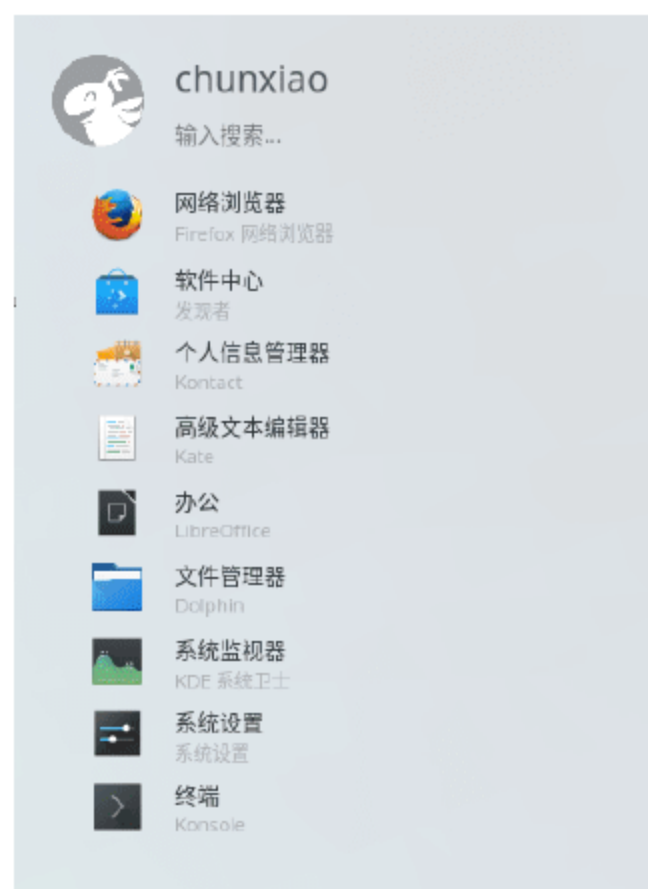 chunxiao
输入搜索...
网络浏览器
Firefox 网络浏览器
软件中心
发现者
个人信息管理器
Kontact
高级文本编辑器
Kate
办公
LibreOffice
文件管理器
Dolphin
系统监视器
KDE 系统卫士
系统设置
系统设置
终端
Konsole